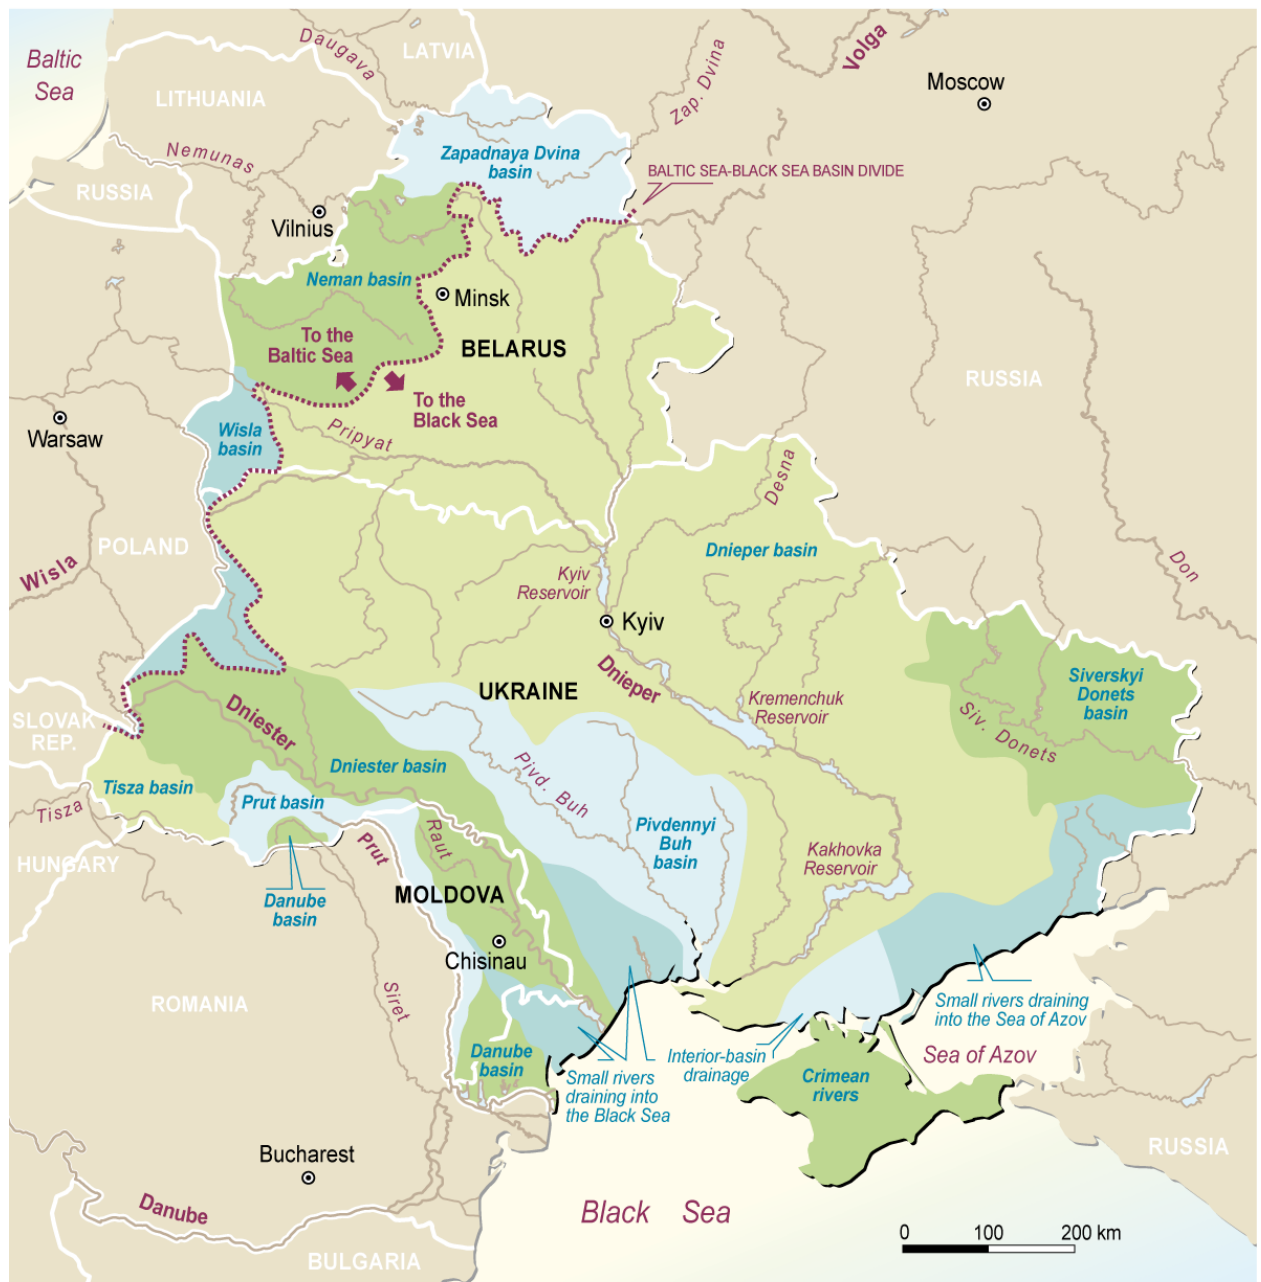 Baltic
Sea
Daugava
LATVIA
Volga
Moscow
LITHUANIA
Zap. Dvina
Nemunas
Zapadnaya Dvina
basin
BALTIC SEA-BLACK SEA BASIN DIVIDE
RUSSIA
Vilnius
Neman basin
Minsk
To the
Baltic Sea
BELARUS
RUSSIA
To the
Black Sea
Warsaw
Wisla
basin
Pripyat
Desna
POLAND
Wisla
Dnieper basin
Don
Kyiv
Reservoir
Kyiv
Dnieper
UKRAINE
Siverskyi
Donets
basin
Kremenchuk
Reservoir
Siv. Donets
SLOVAK
REP.
Dniester
Dniester basin
Pivd. Buh
Tisza basin
Prut basin
Tisza
Prut
Raut
Pivdennyi
Buh
basin
Kakhovka
Reservoir
HUNGARY
Danube
basin
MOLDOVA
Chisinau
ROMANIA
Siret
Small rivers draining
into the Sea of Azov
Danube
basin
Interior-basin
drainage
Sea of Azov
Small rivers
draining into
the Black Sea
Crimean
rivers
Bucharest
RUSSIA
Danube
Black Sea
BULGARIA
0 100 200 km